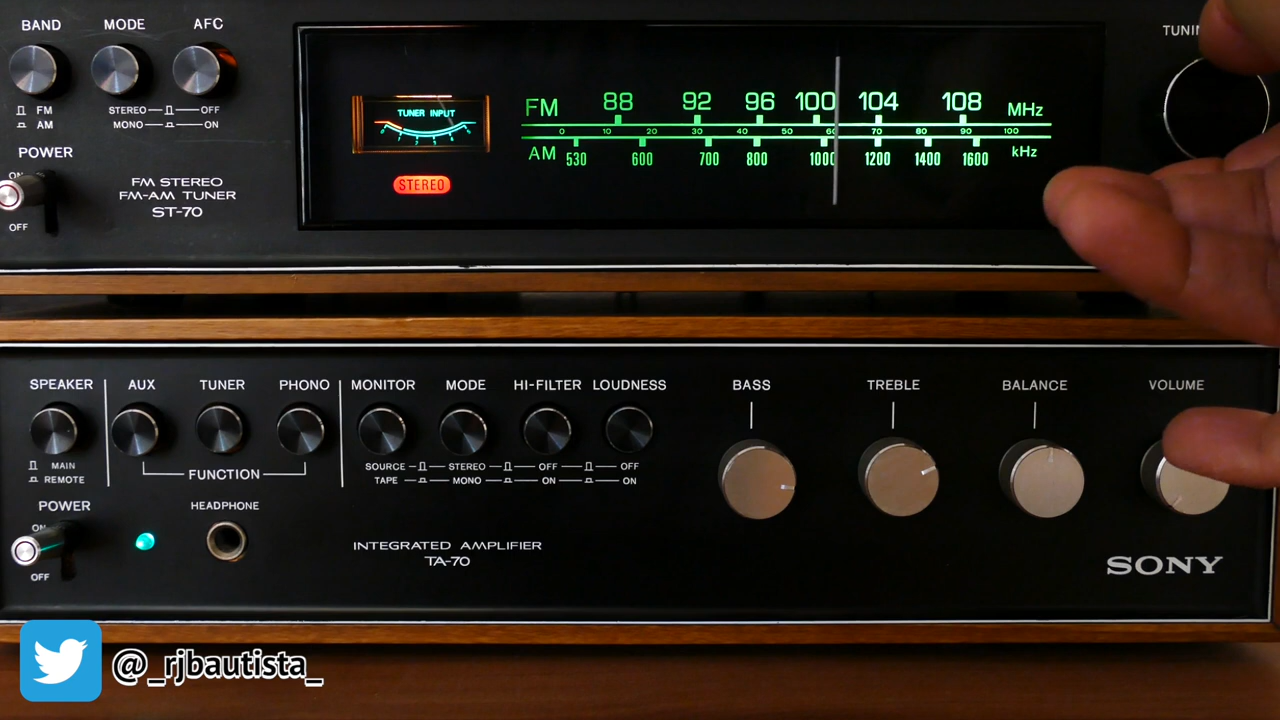 BAND MODE AFC
FM STEREO OFF
AM MONO ON
POWER
ON
OFF
FM STEREO
FM-AM TUNER
ST-70
TUNER INPUT
STEREO
FM 88 92 96 100 104 108 MHz
0 10 20 30 40 50 60 70 80 90 100
AM 530 600 700 800 1000 1200 1400 1600 kHz
SPEAKER AUX TUNER PHONO MONITOR MODE HI-FILTER LOUDNESS BASS TREBLE BALANCE VOLUME
MAIN
REMOTE
FUNCTION
SOURCE STEREO OFF OFF
TAPE MONO ON ON
POWER
ON
OFF
HEADPHONE
INTEGRATED AMPLIFIER
TA-70
SONY
@_rjbautista_